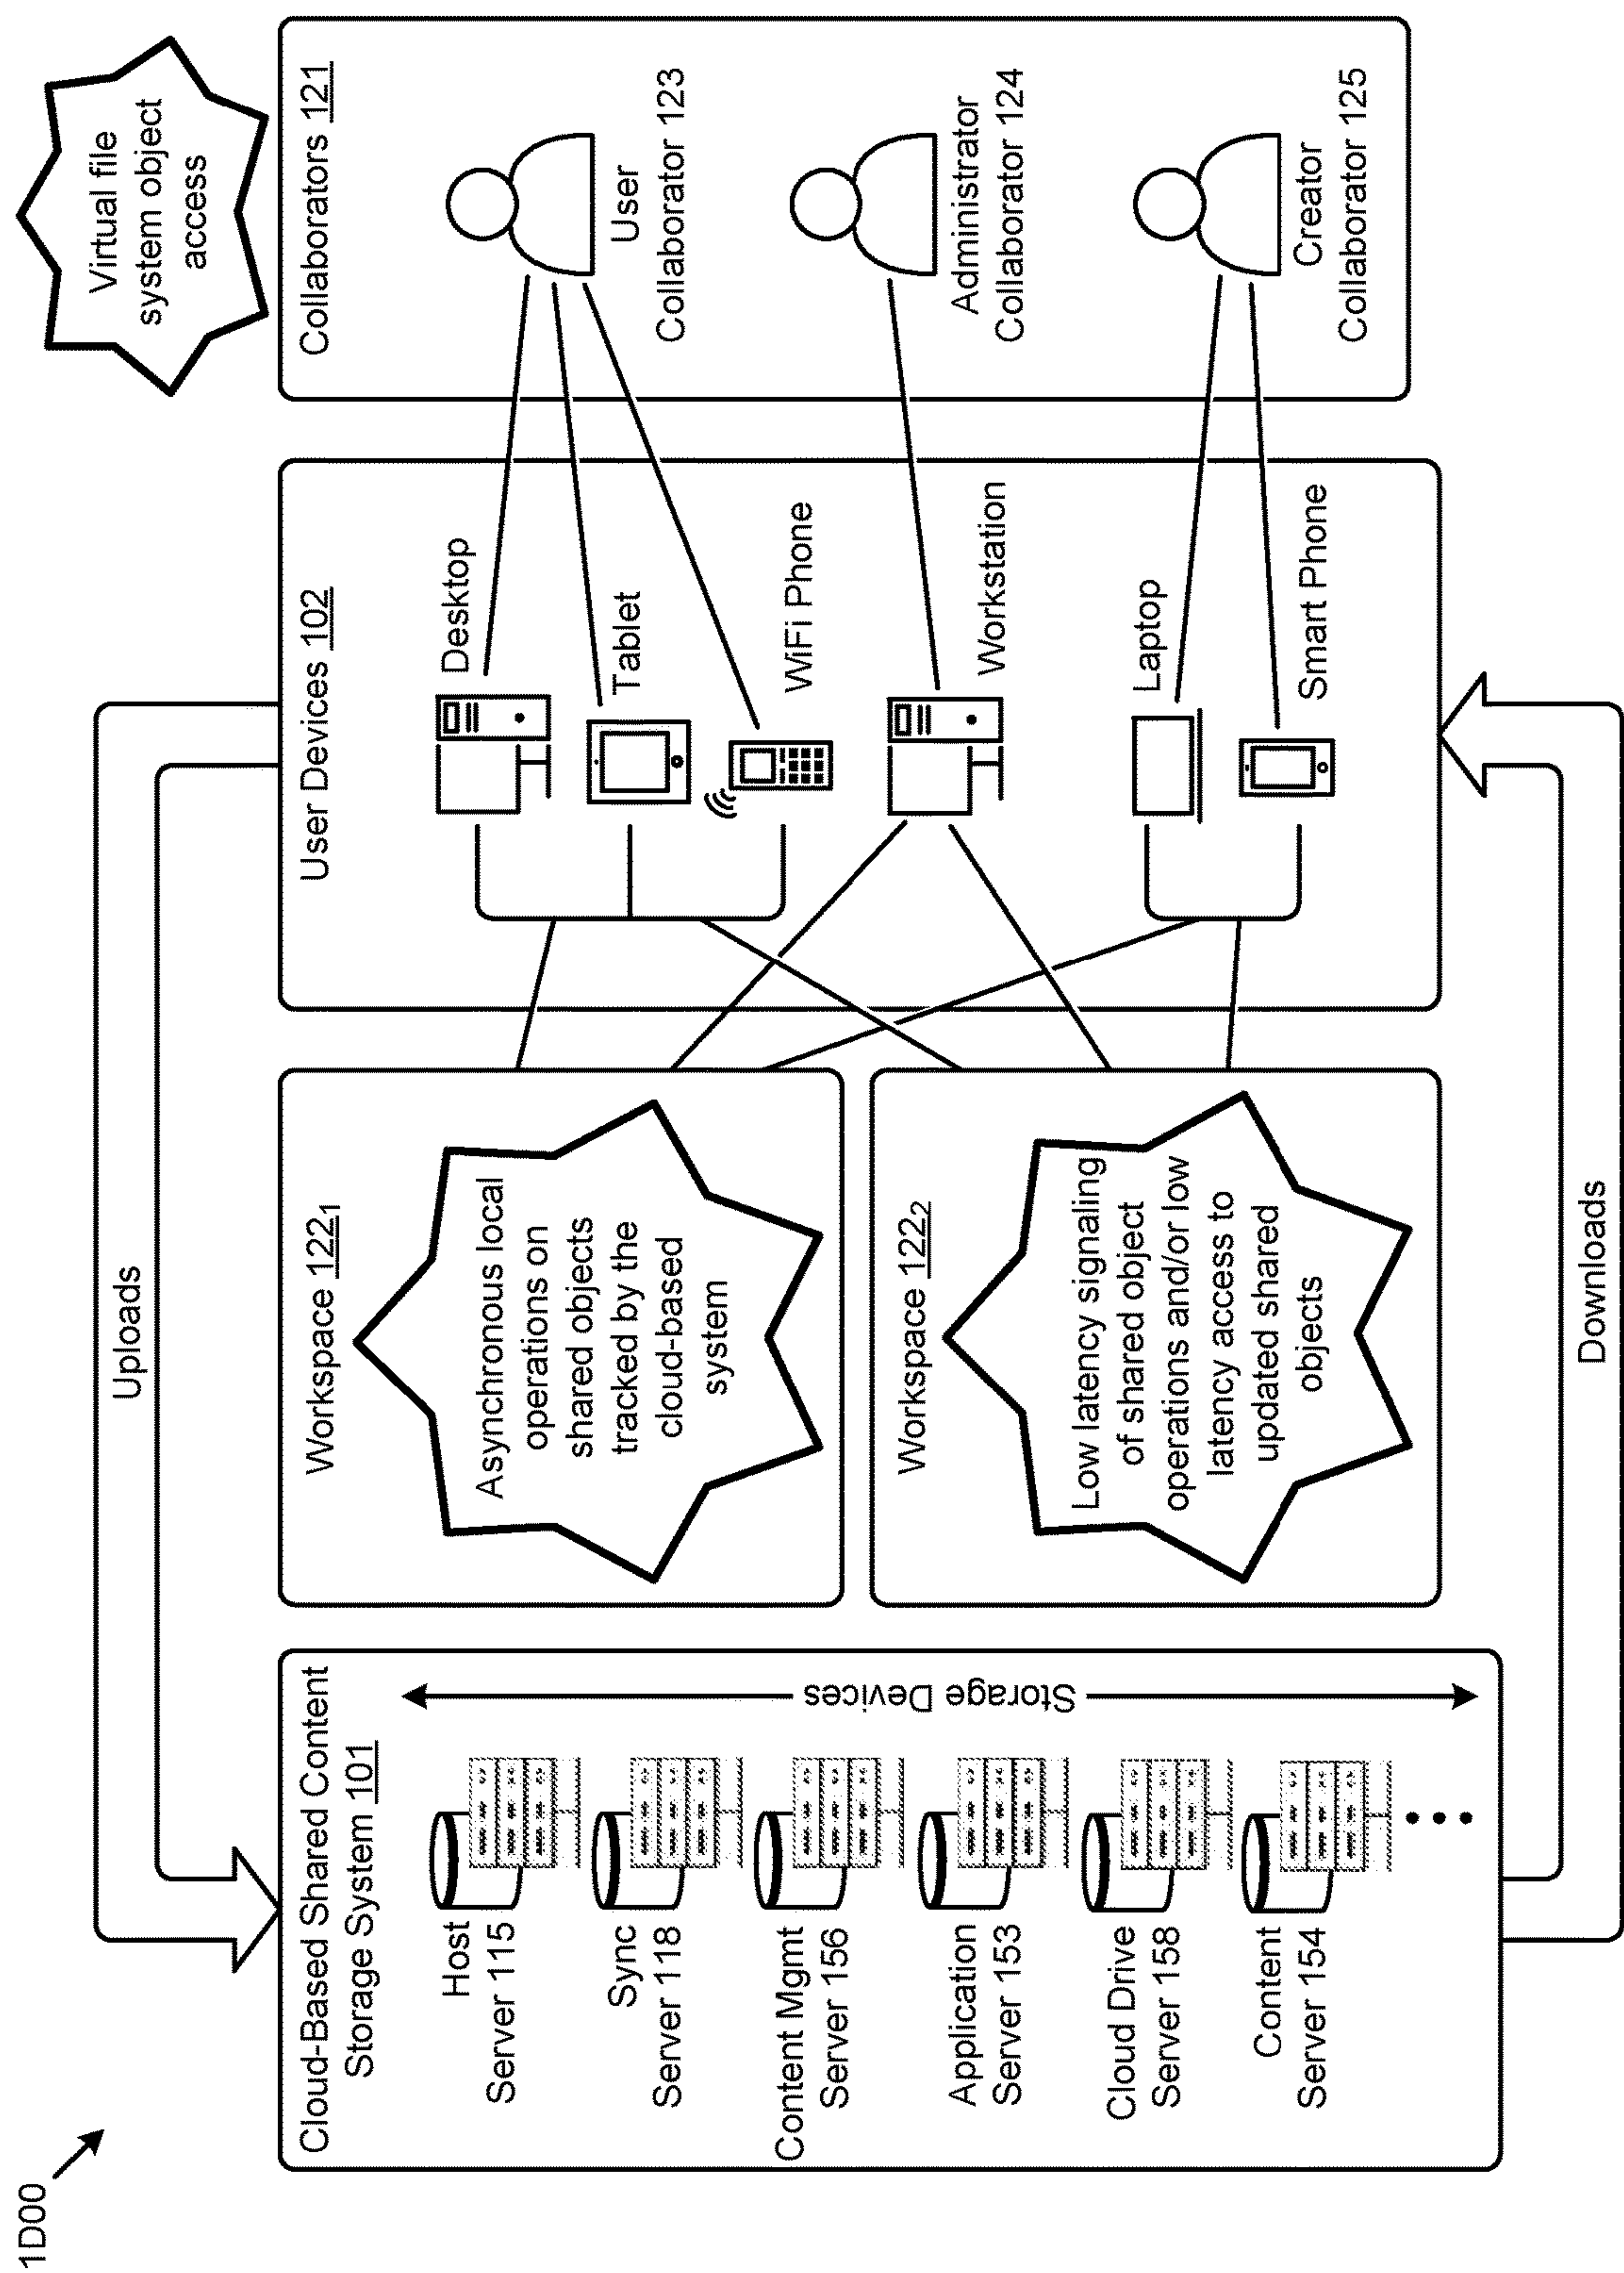 1D00
Uploads
Cloud-Based Shared Content
Storage System 101
Host
Server 115
Sync
Server 118
Content Mgmt
Server 156
Application
Server 153
Cloud Drive
Server 158
Content
Server 154
Storage Devices
Workspace 122₁
Asynchronous local
operations on
shared objects
tracked by the
cloud-based
system
Workspace 122₂
Low latency signaling
of shared object
operations and/or low
latency access to
updated shared
objects
User Devices 102
Desktop
Tablet
WiFi Phone
Workstation
Laptop
Smart Phone
Virtual file
system object
access
Collaborators 121
User
Collaborator 123
Administrator
Collaborator 124
Creator
Collaborator 125
Downloads